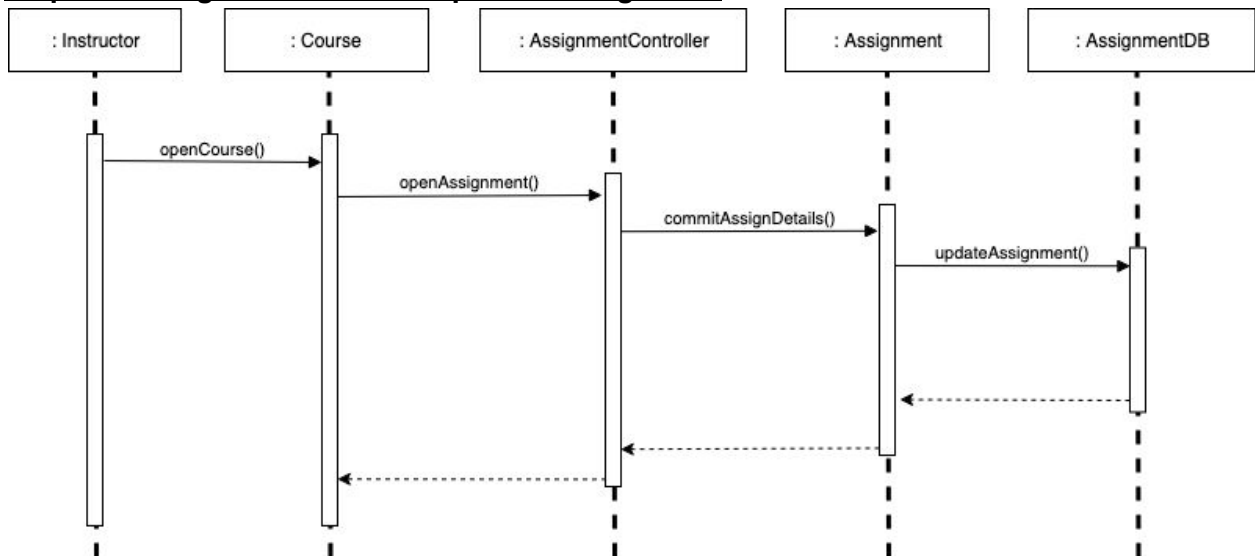 : Instructor
: Course
: AssignmentController
: Assignment
: AssignmentDB
openCourse()
openAssignment()
commitAssignDetails()
updateAssignment()